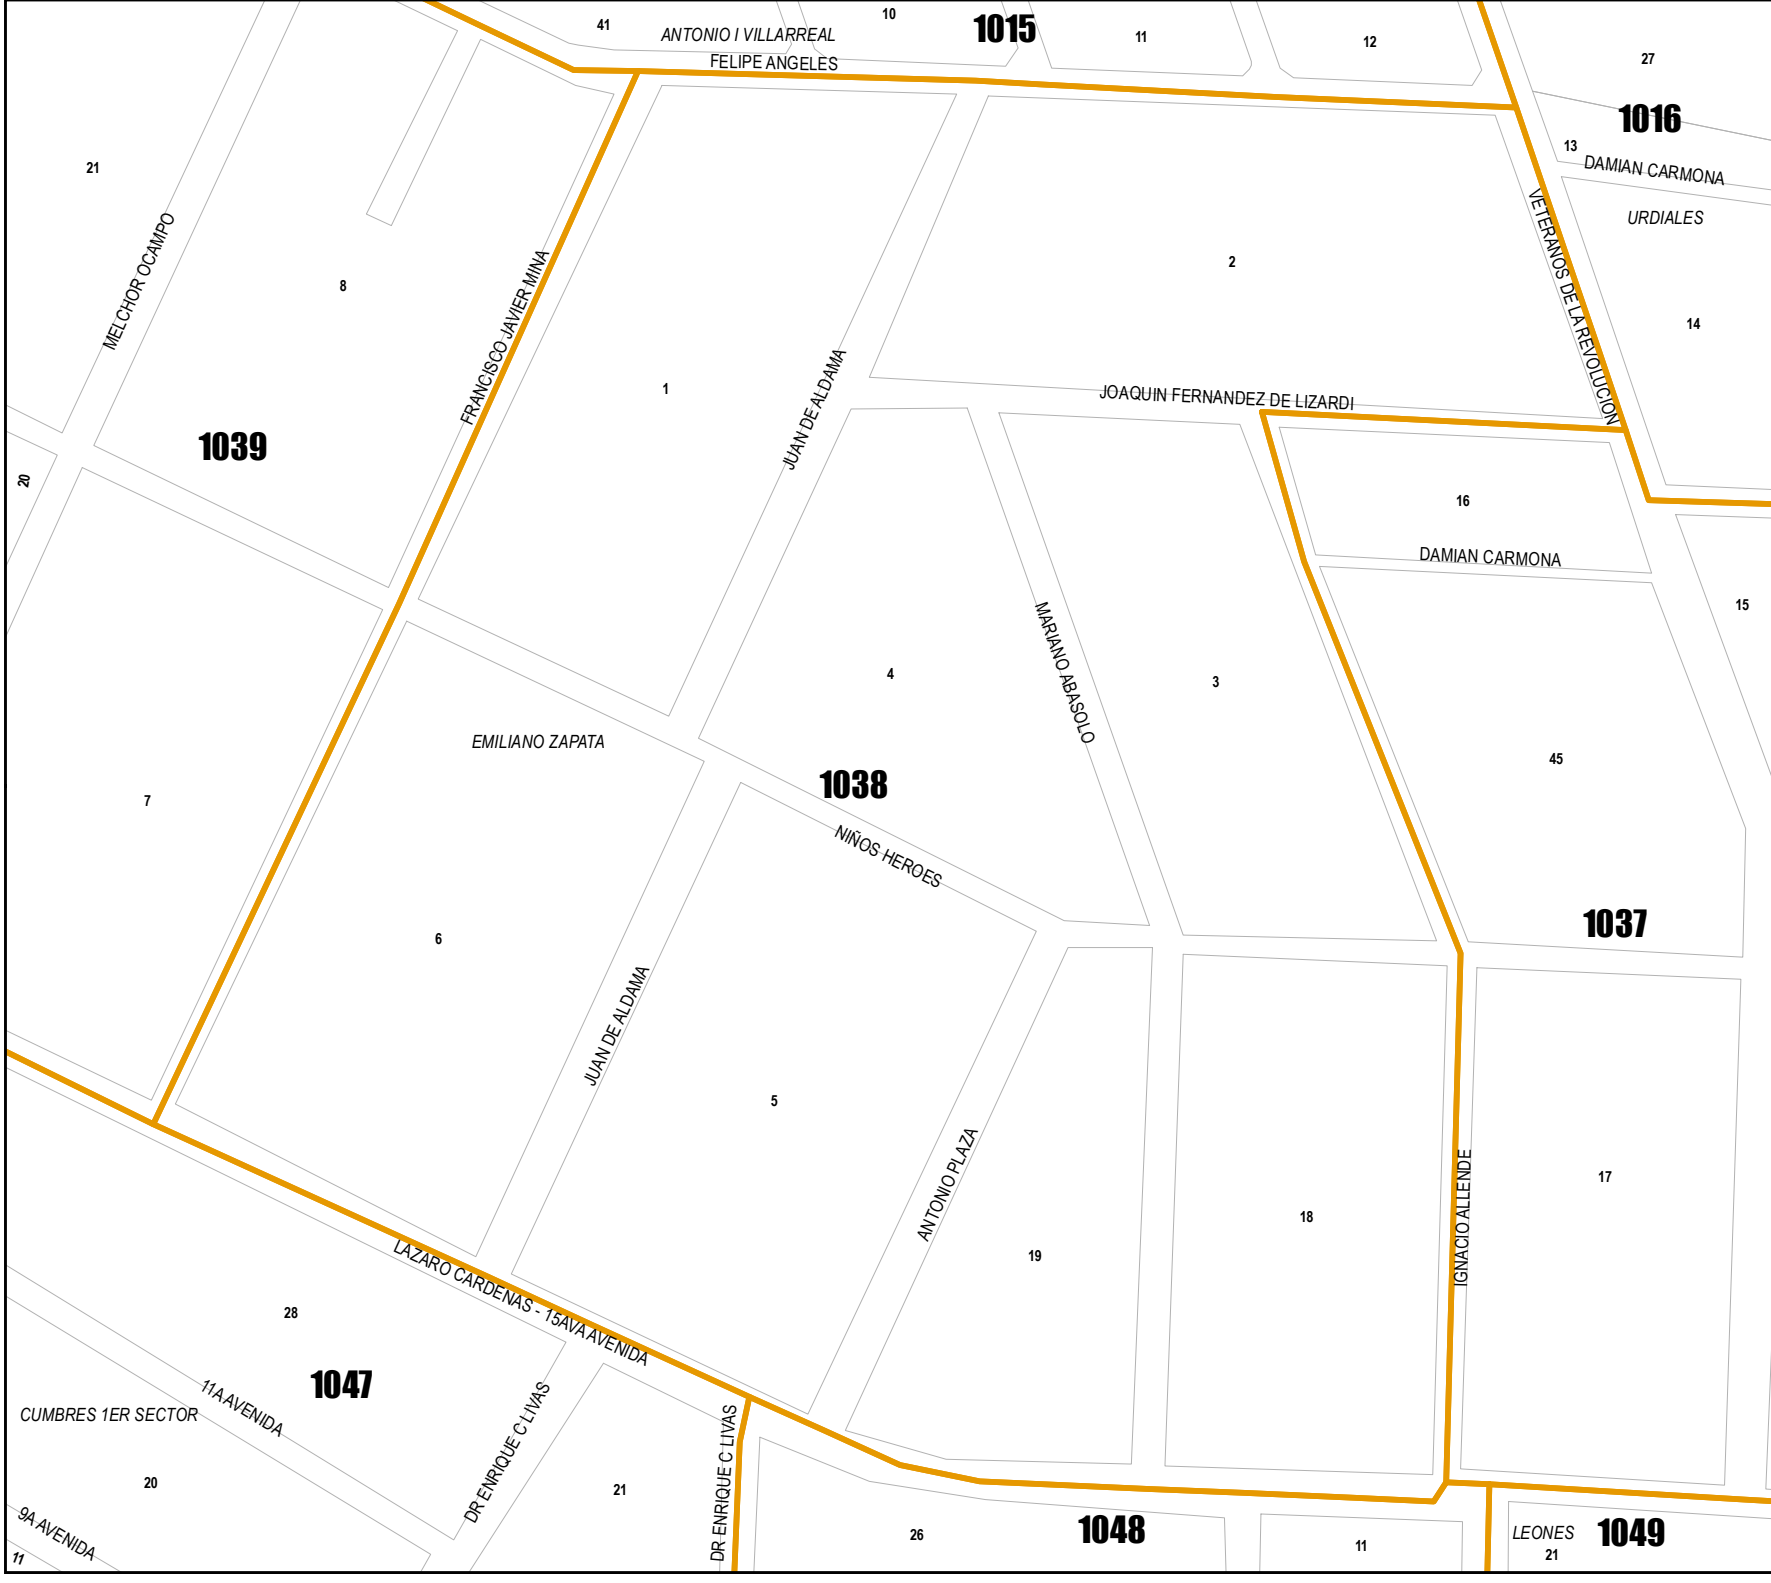 41
10
1015
ANTONIO I VILLARREAL
11
12
FELIPE ANGELES
27
1016
13
DAMIAN CARMONA
21
URDIALES
MELCHOR OCAMPO
8
FRANCISCO JAVIER MINA
2
VETERANOS DE LA REVOLUCION
14
1
JUAN DE ALDAMA
JOAQUIN FERNANDEZ DE LIZARDI
1039
20
16
DAMIAN CARMONA
15
MARIANO ABASOLO
4
3
EMILIANO ZAPATA
45
1038
7
NIÑOS HEROES
1037
6
JUAN DE ALDAMA
5
ANTONIO PLAZA
17
IGNACIO ALLENDE
18
19
LAZARO CARDENAS - 15AVA AVENIDA
28
1047
11A AVENIDA
CUMBRES 1ER SECTOR
DR ENRIQUE C LIVAS
DR ENRIQUE C LIVAS
20
21
9A AVENIDA
11
26
1048
11
LEONES
1049
21